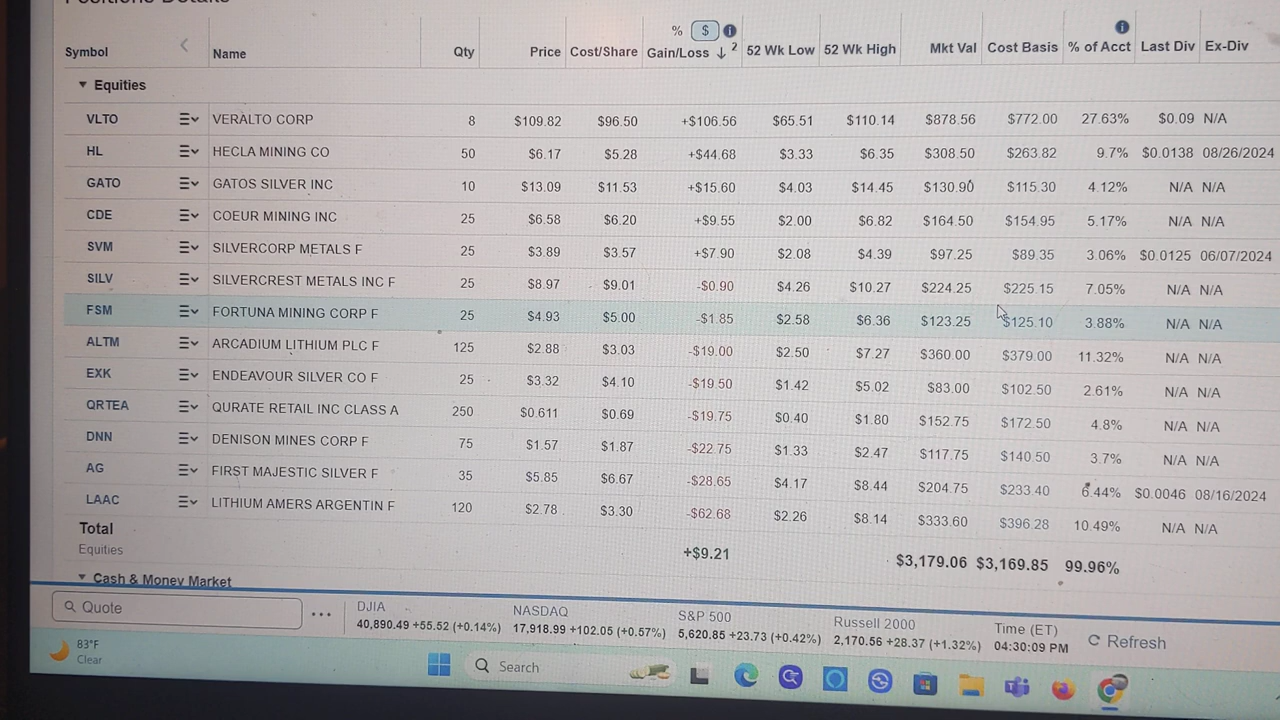 % $ i
Symbol Name Qty Price Cost/Share Gain/Loss ↓ 2 52 Wk Low 52 Wk High Mkt Val Cost Basis % of Acct Last Div Ex-Div
Equities
VLTO VERALTO CORP 8 $109.82 $96.50 +$106.56 $65.51 $110.14 $878.56 $772.00 27.63% $0.09 N/A
HL HECLA MINING CO 50 $6.17 $5.28 +$44.68 $3.33 $6.35 $308.50 $263.82 9.7% $0.0138 08/26/2024
GATO GATOS SILVER INC 10 $13.09 $11.53 +$15.60 $4.03 $14.45 $130.90 $115.30 4.12% N/A N/A
CDE COEUR MINING INC 25 $6.58 $6.20 +$9.55 $2.00 $6.82 $164.50 $154.95 5.17% N/A N/A
SVM SILVERCORP METALS F 25 $3.89 $3.57 +$7.90 $2.08 $4.39 $97.25 $89.35 3.06% $0.0125 06/07/2024
SILV SILVERCREST METALS INC F 25 $8.97 $9.01 -$0.90 $4.26 $10.27 $224.25 $225.15 7.05% N/A N/A
FSM FORTUNA MINING CORP F 25 $4.93 $5.00 -$1.85 $2.58 $6.36 $123.25 $125.10 3.88% N/A N/A
ALTM ARCADIUM LITHIUM PLC F 125 $2.88 $3.03 -$19.00 $2.50 $7.27 $360.00 $379.00 11.32% N/A N/A
EXK ENDEAVOUR SILVER CO F 25 $3.32 $4.10 -$19.50 $1.42 $5.02 $83.00 $102.50 2.61% N/A N/A
QRTEA QURATE RETAIL INC CLASS A 250 $0.611 $0.69 -$19.75 $0.40 $1.80 $152.75 $172.50 4.8% N/A N/A
DNN DENISON MINES CORP F 75 $1.57 $1.87 -$22.75 $1.33 $2.47 $117.75 $140.50 3.7% N/A N/A
AG FIRST MAJESTIC SILVER F 35 $5.85 $6.67 -$28.65 $4.17 $8.44 $204.75 $233.40 6.44% $0.0046 08/16/2024
LAAC LITHIUM AMERS ARGENTIN F 120 $2.78 $3.30 -$62.68 $2.26 $8.14 $333.60 $396.28 10.49% N/A N/A
Total
Equities +$9.21 $3,179.06 $3,169.85 99.96%
Cash & Money Market
Quote
DJIA
40,890.49 +55.52 (+0.14%)
NASDAQ
17,918.99 +102.05 (+0.57%)
S&P 500
5,620.85 +23.73 (+0.42%)
Russell 2000
2,170.56 +28.37 (+1.32%)
Time (ET)
04:30:09 PM
Refresh
83°F
Clear
Search